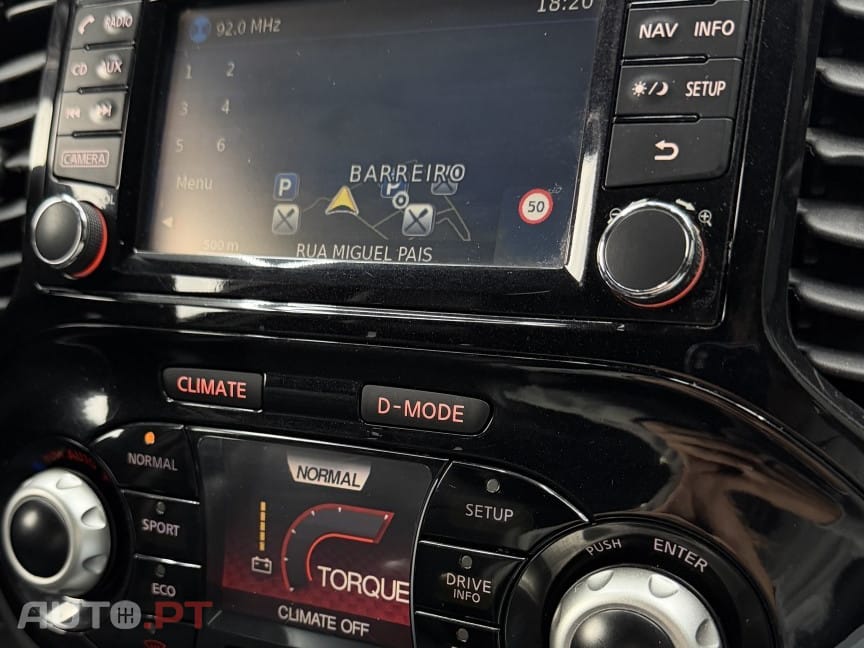 RADIO
CD AUX
CAMERA
92.0 MHz
18:20
1 2
3 4
5 6
Menu
BARREIRO
P
50
500 m
RUA MIGUEL PAIS
NAV INFO
SETUP
CLIMATE
D-MODE
NORMAL
SPORT
ECO
NORMAL
TORQUE
CLIMATE OFF
SETUP
DRIVE
INFO
PUSH ENTER
AUTO.PT